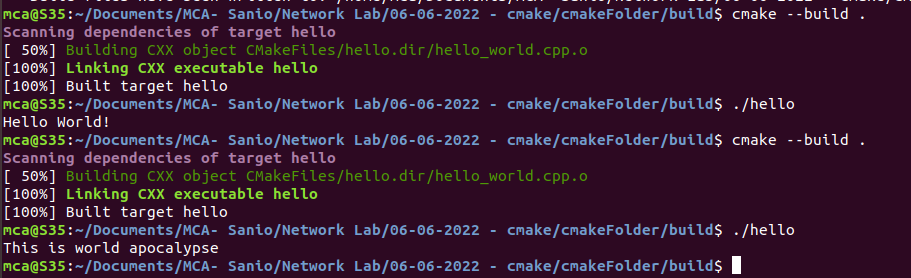 mca@S35:~/Documents/MCA- Sanio/Network Lab/06-06-2022 - cmake/cmakeFolder/build$ cmake --build .
Scanning dependencies of target hello
[ 50%] Building CXX object CMakeFiles/hello.dir/hello_world.cpp.o
[100%] Linking CXX executable hello
[100%] Built target hello
mca@S35:~/Documents/MCA- Sanio/Network Lab/06-06-2022 - cmake/cmakeFolder/build$ ./hello
Hello World!
mca@S35:~/Documents/MCA- Sanio/Network Lab/06-06-2022 - cmake/cmakeFolder/build$ cmake --build .
Scanning dependencies of target hello
[ 50%] Building CXX object CMakeFiles/hello.dir/hello_world.cpp.o
[100%] Linking CXX executable hello
[100%] Built target hello
mca@S35:~/Documents/MCA- Sanio/Network Lab/06-06-2022 - cmake/cmakeFolder/build$ ./hello
This is world apocalypse
mca@S35:~/Documents/MCA- Sanio/Network Lab/06-06-2022 - cmake/cmakeFolder/build$